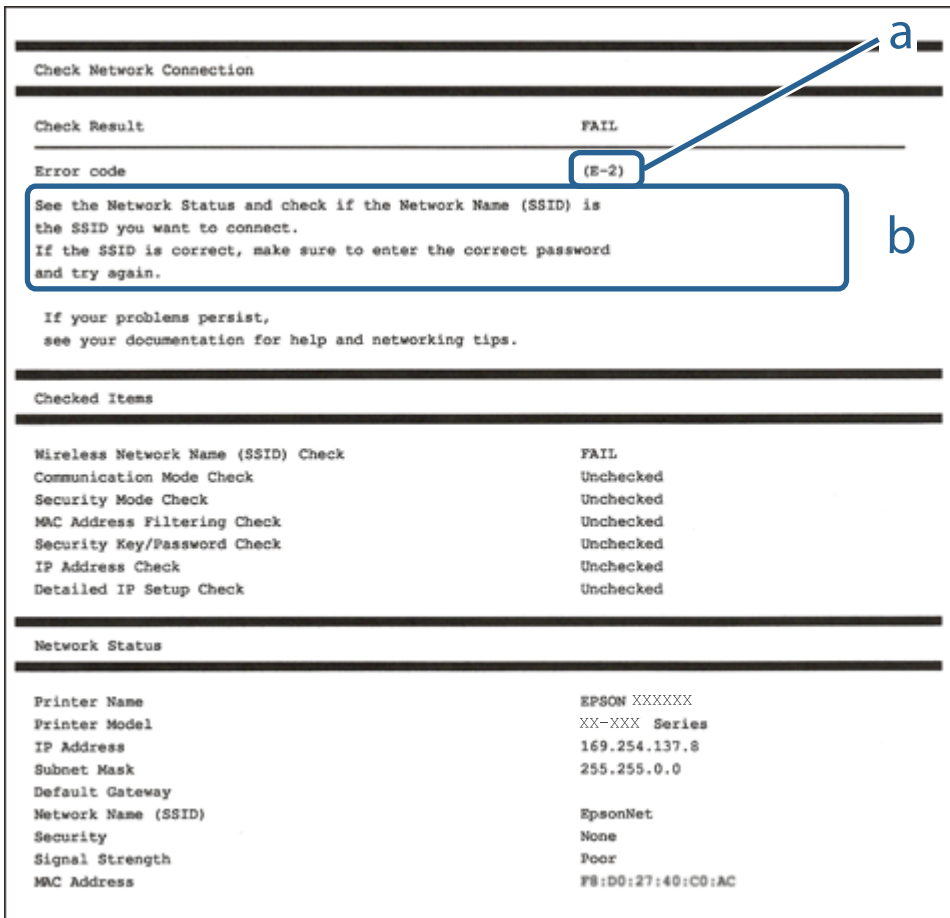 a
Check Network Connection
Check Result FAIL
Error code (E-2)
See the Network Status and check if the Network Name (SSID) is
the SSID you want to connect.
If the SSID is correct, make sure to enter the correct password
and try again.
b
If your problems persist,
see your documentation for help and networking tips.
Checked Items
Wireless Network Name (SSID) Check FAIL
Communication Mode Check Unchecked
Security Mode Check Unchecked
MAC Address Filtering Check Unchecked
Security Key/Password Check Unchecked
IP Address Check Unchecked
Detailed IP Setup Check Unchecked
Network Status
Printer Name EPSON XXXXXX
Printer Model XX-XXX Series
IP Address 169.254.137.8
Subnet Mask 255.255.0.0
Default Gateway
Network Name (SSID) EpsonNet
Security None
Signal Strength Poor
MAC Address F8:D0:27:40:C0:AC